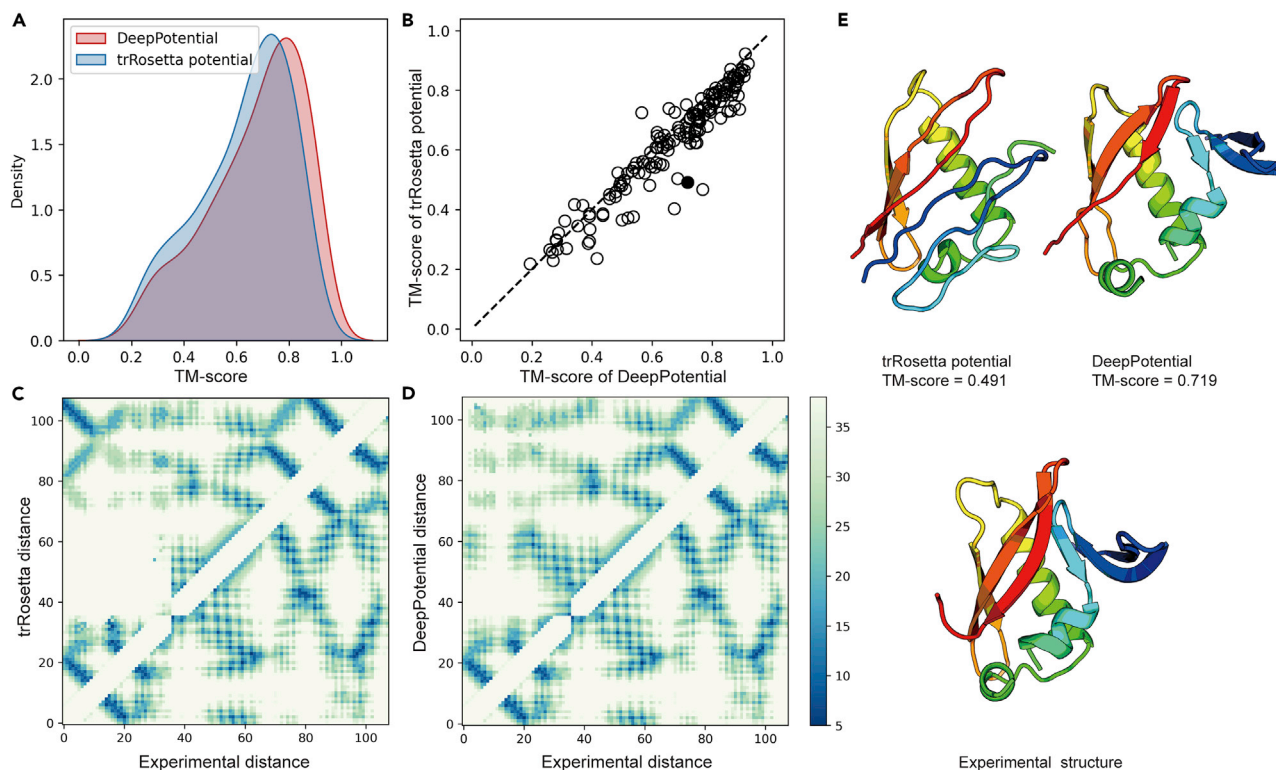 A
DeepPotential
trRosetta potential
2.0
1.5
1.0
0.5
0.0
Density
0.0 0.2 0.4 0.6 0.8 1.0
TM-score
B
1.0
0.8
0.6
0.4
0.2
0.0
TM-score of trRosetta potential
0.0 0.2 0.4 0.6 0.8 1.0
TM-score of DeepPotential
E
trRosetta potential
TM-score = 0.491
DeepPotential
TM-score = 0.719
C
100
80
60
40
20
0
trRosetta distance
0 20 40 60 80 100
Experimental distance
D
100
80
60
40
20
0
DeepPotential distance
0 20 40 60 80 100
Experimental distance
35
30
25
20
15
10
5
Experimental structure